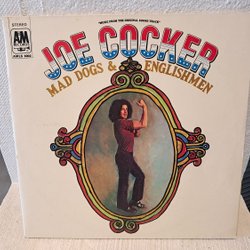 "MUSIC FROM THE ORIGINAL SOUND TRACK"
STEREO
A&M
JOE COCKER
MAD DOGS & ENGLISHMEN